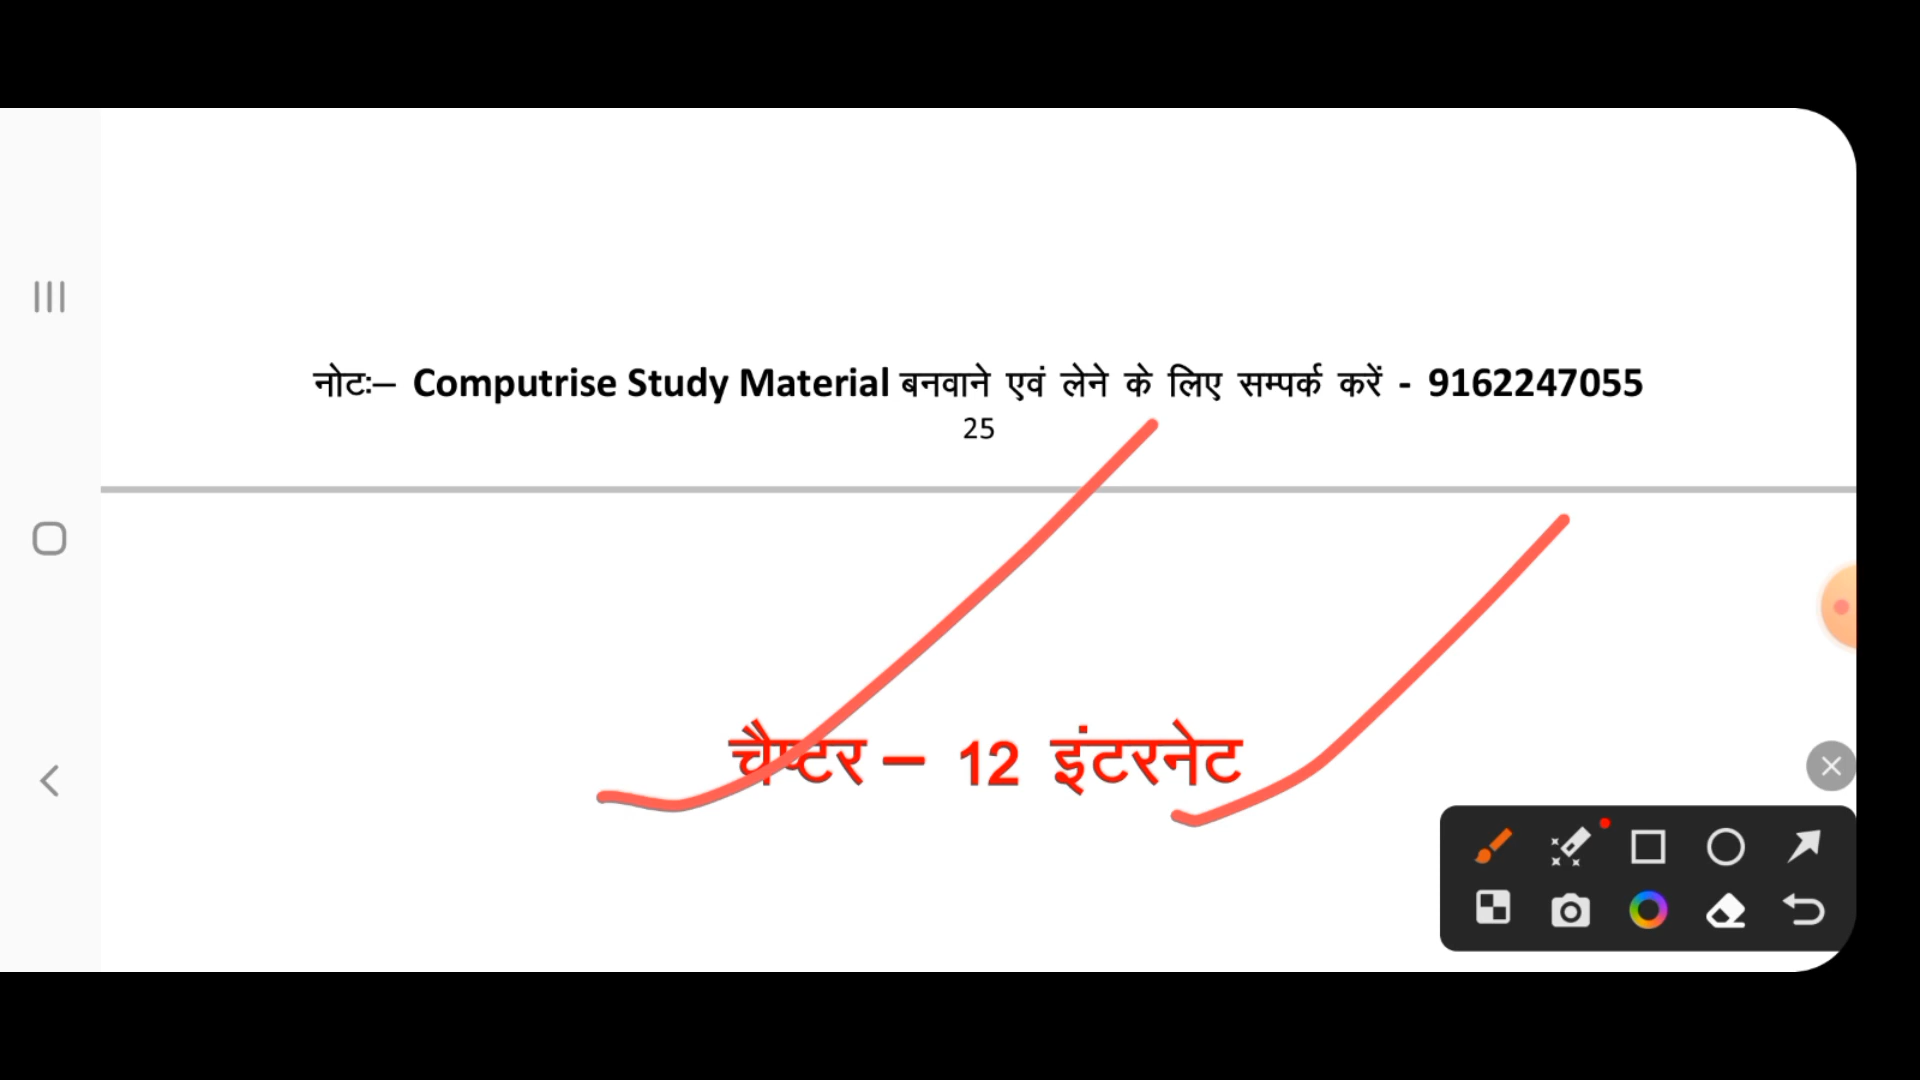 नोटः– Computrise Study Material बनवाने एवं लेने के लिए सम्पर्क करें - 9162247055
25
चैप्टर – 12 इंटरनेट